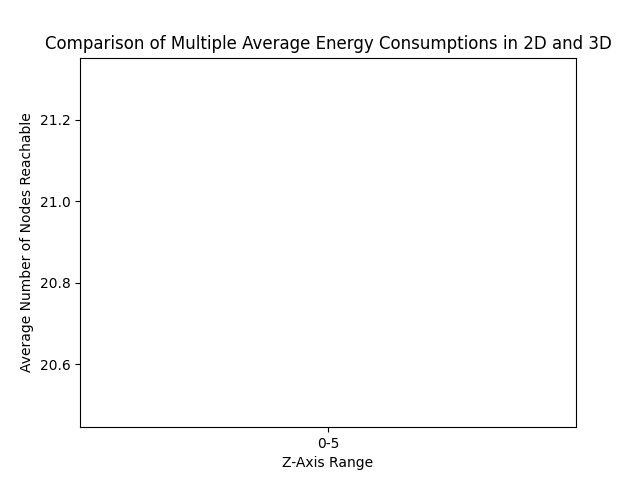 Comparison of Multiple Average Energy Consumptions in 2D and 3D
Average Number of Nodes Reachable
21.2
21.0
20.8
20.6
0-5
Z-Axis Range